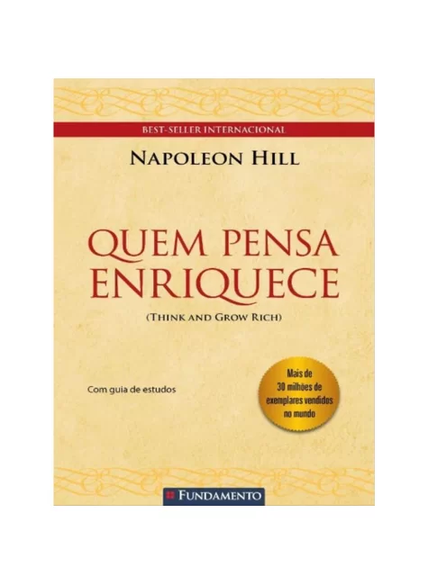 BEST-SELLER INTERNACIONAL
NAPOLEON HILL
QUEM PENSA
ENRIQUECE
(THINK AND GROW RICH)
Com guia de estudos
Mais de
30 milhões de
exemplares vendidos
no mundo
FUNDAMENTO